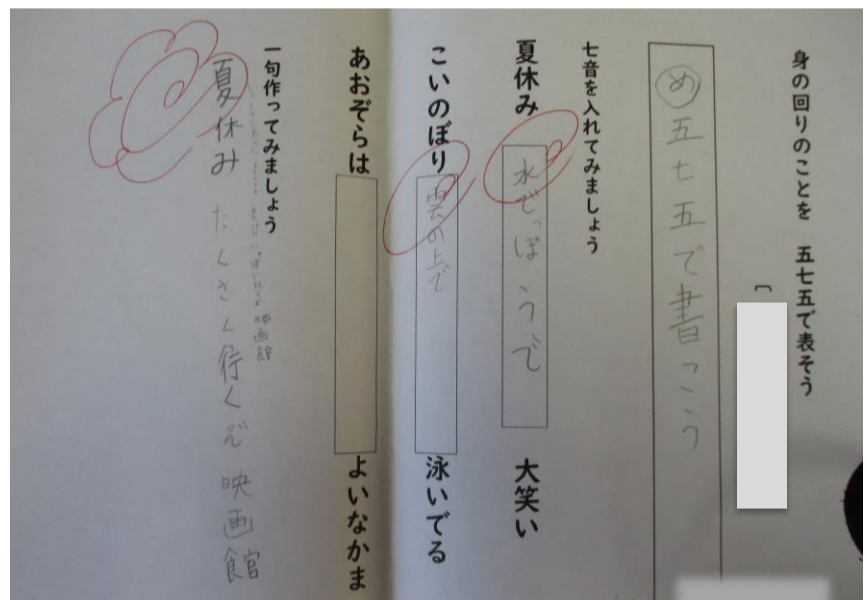 身の回りのことを　五七五で表そう
め 五七五で書こう
七音を入れてみましょう
夏休み 水でっぽうで 大笑い
こいのぼり 雲の上で 泳いでる
あおぞらは よいなかま
一句作ってみましょう
映画館
夏休み たくさん行くぞ 映画館